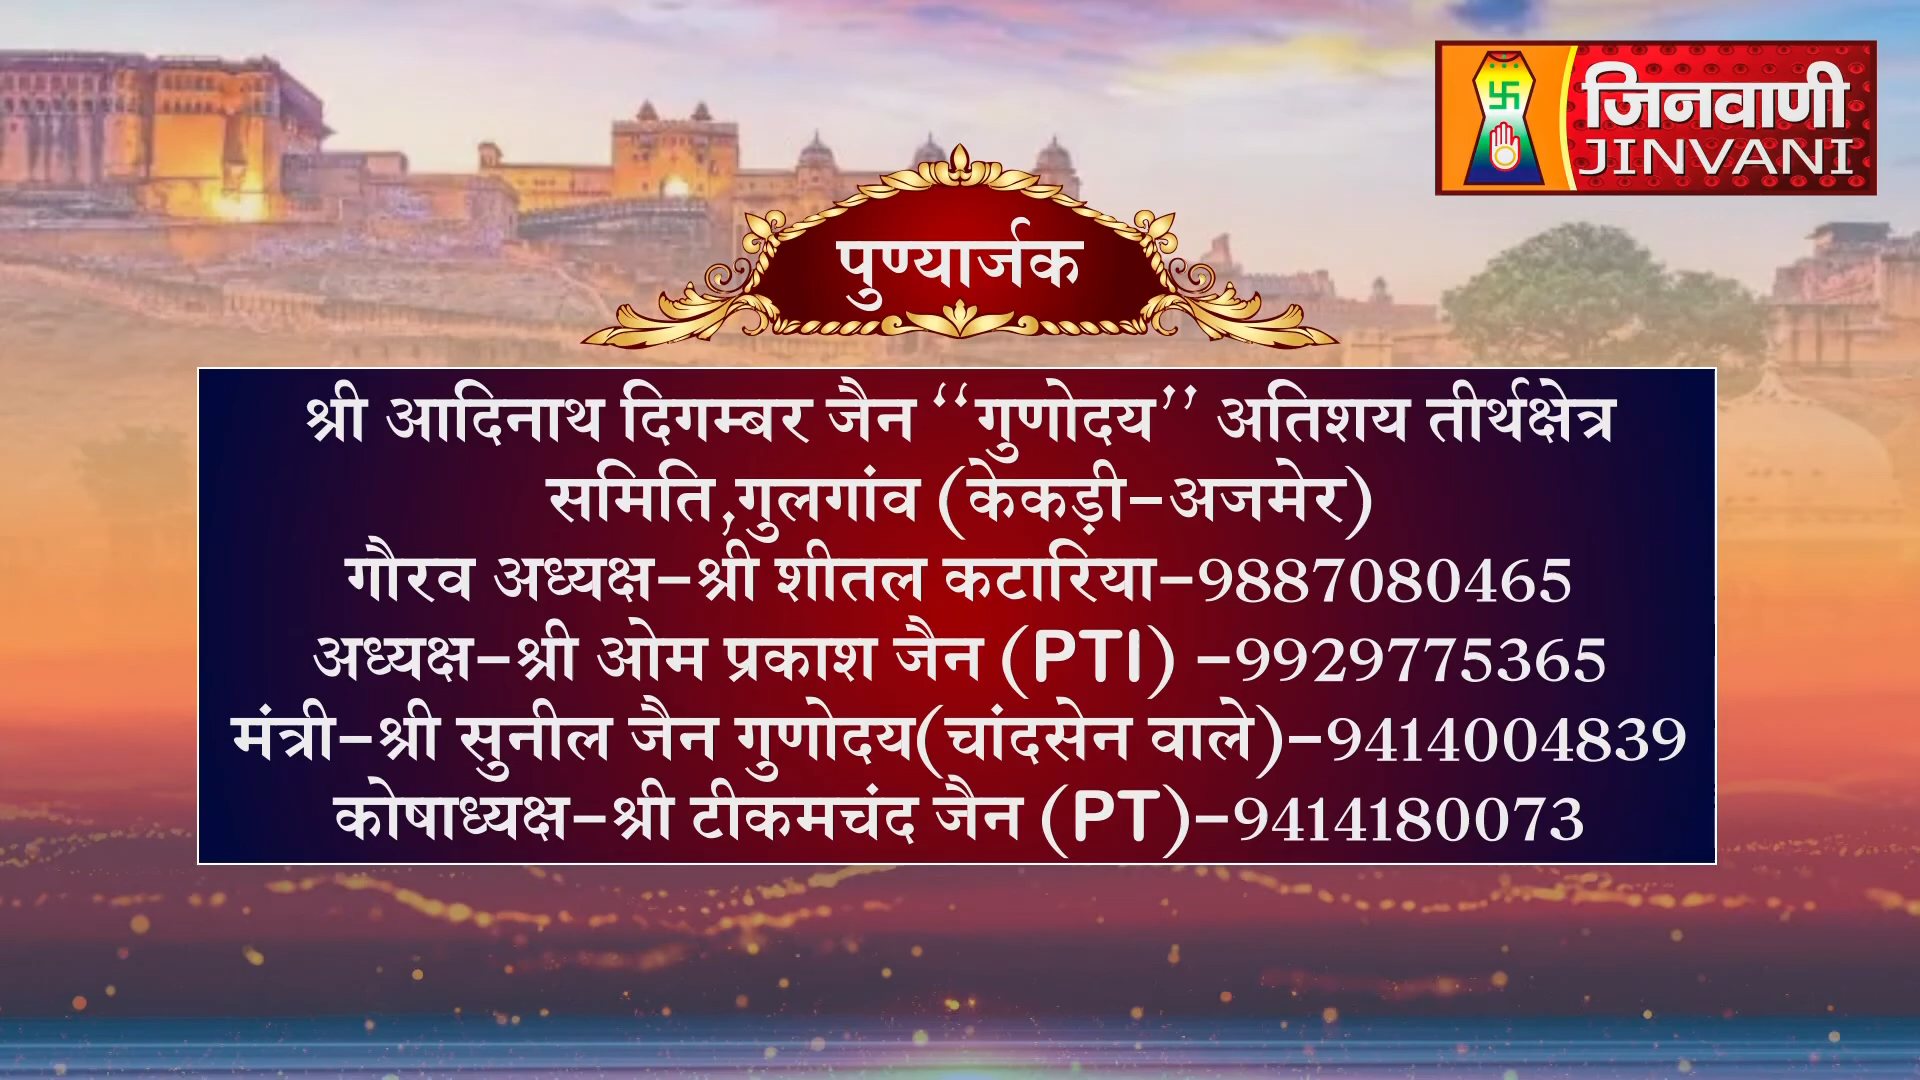 जिनवाणी
JINVANI
पुण्यार्जक
श्री आदिनाथ दिगम्बर जैन “गुणोदय” अतिशय तीर्थक्षेत्र
समिति,गुलगांव (केकड़ी-अजमेर)
गौरव अध्यक्ष-श्री शीतल कटारिया-9887080465
अध्यक्ष-श्री ओम प्रकाश जैन (PTI) -9929775365
मंत्री-श्री सुनील जैन गुणोदय(चांदसेन वाले)-9414004839
कोषाध्यक्ष-श्री टीकमचंद जैन (PT)-9414180073